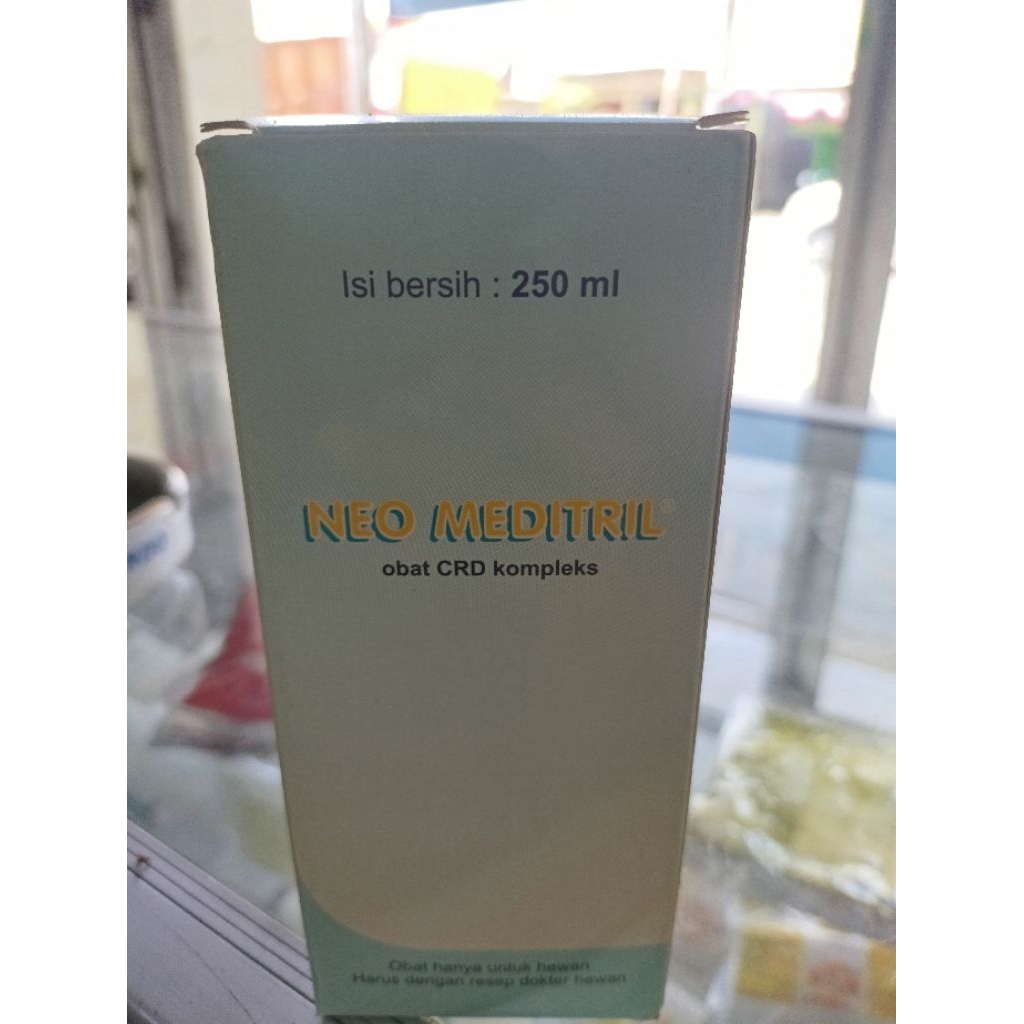 Isi bersih : 250 ml
NEO MEDITRIL®
obat CRD kompleks
Obat hanya untuk hewan
Harus dengan resep dokter hewan